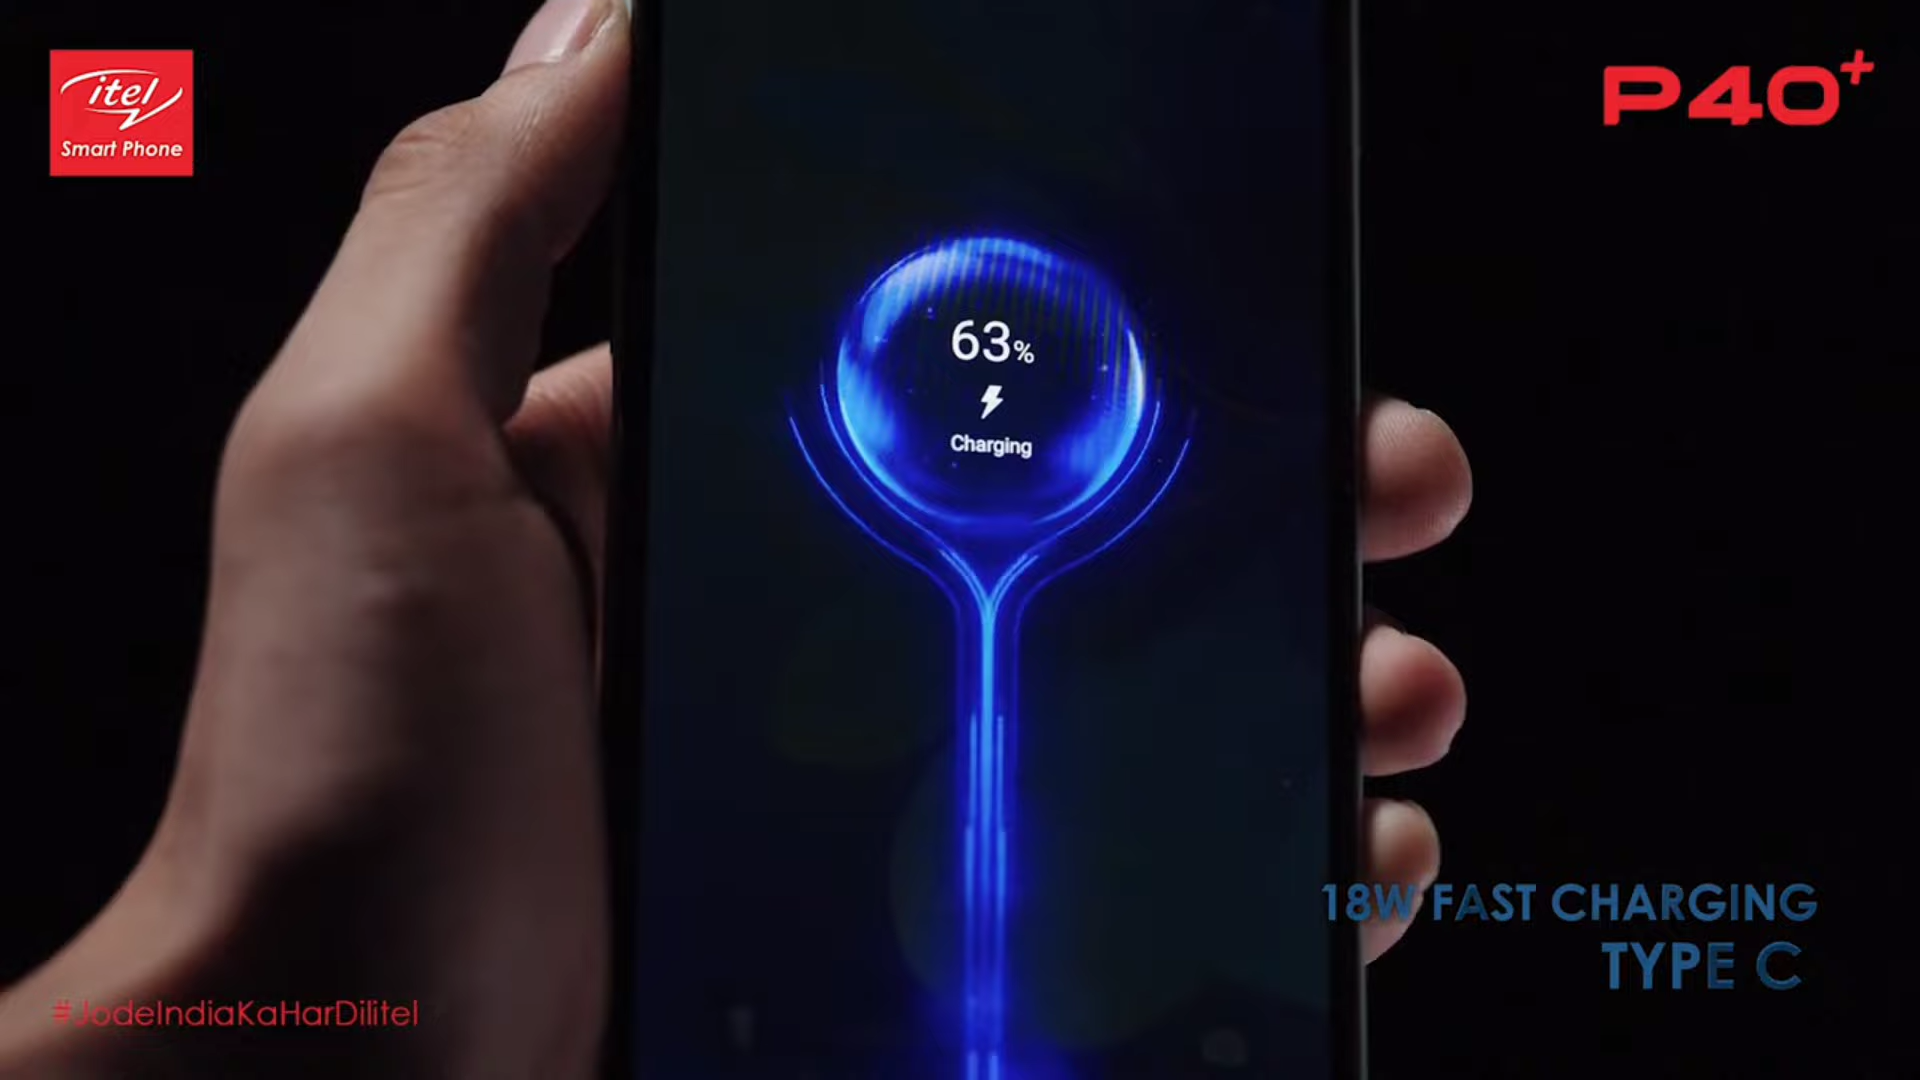 itel
Smart Phone
P40+
63%
Charging
18W FAST CHARGING
TYPE C
#JodeIndiaKaHarDilitel